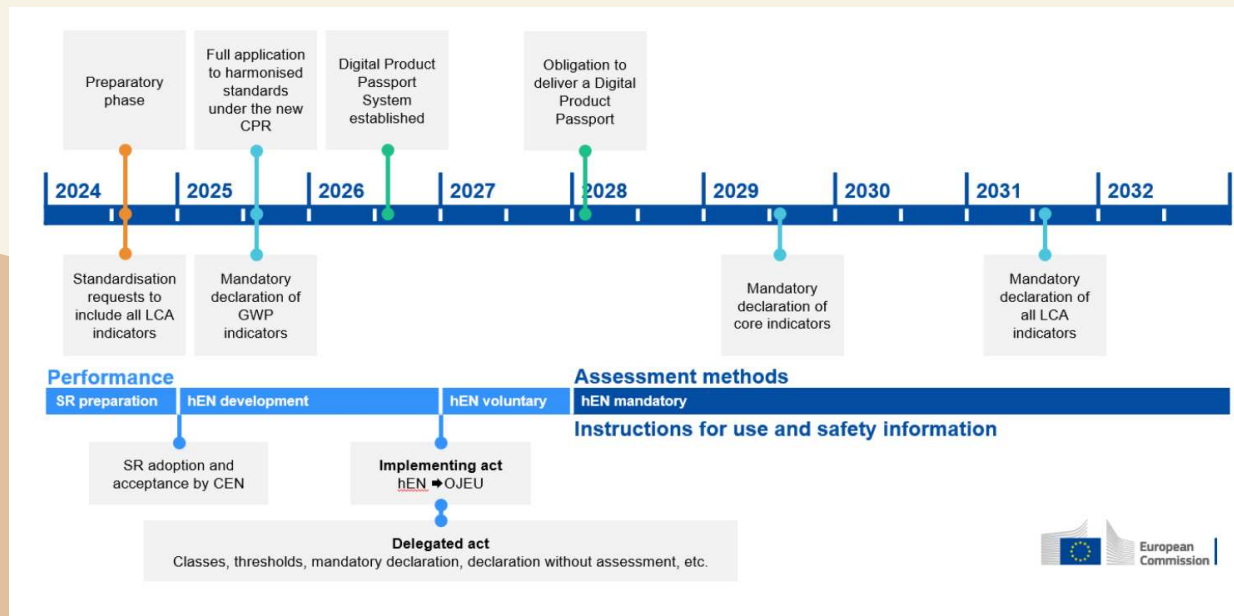 Preparatory
phase
Full application
to harmonised
standards
under the new
CPR
Digital Product
Passport
System
established
Obligation to
deliver a Digital
Product
Passport
2024
2025
2026
2027
2028
2029
2030
2031
2032
Standardisation
requests to
include all LCA
indicators
Mandatory
declaration of
GWP
indicators
Mandatory
declaration of
core indicators
Mandatory
declaration of
all LCA
indicators
Performance
Assessment methods
SR preparation
hEN development
hEN voluntary
hEN mandatory
Instructions for use and safety information
SR adoption and
acceptance by CEN
Implementing act
hEN ➡OJEU
Delegated act
Classes, thresholds, mandatory declaration, declaration without assessment, etc.
European
Commission